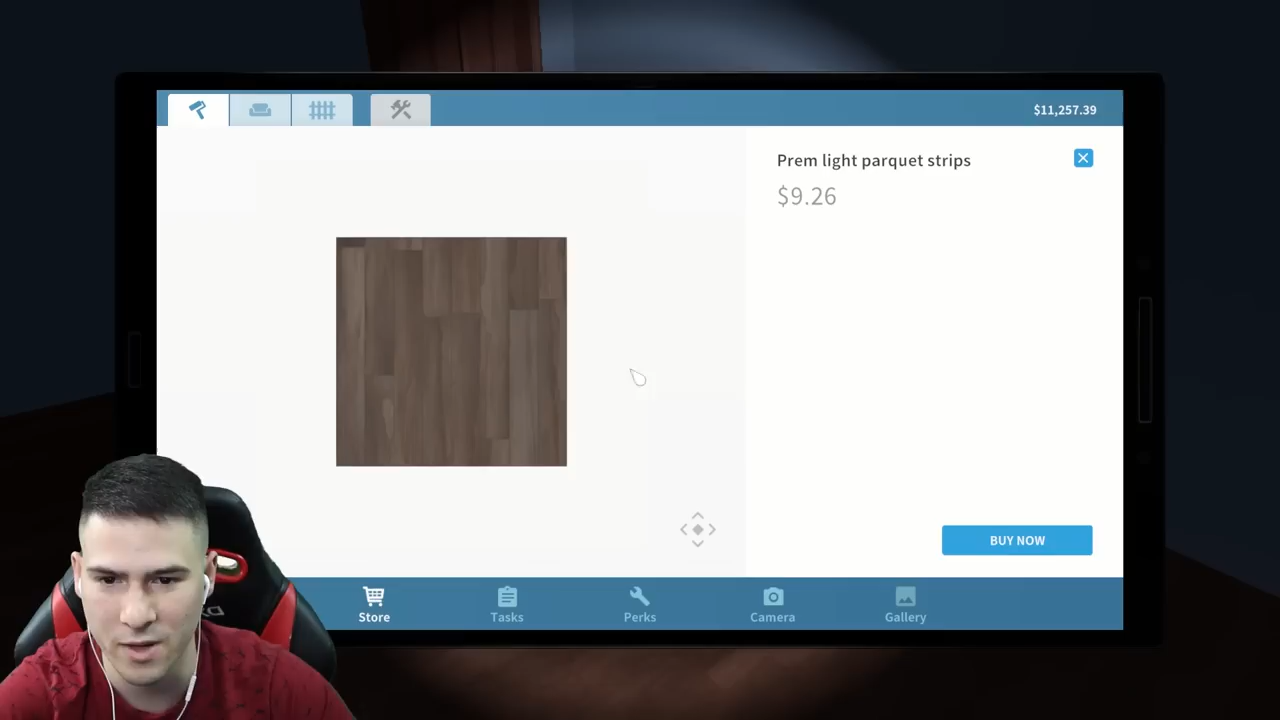 $11,257.39
Prem light parquet strips
$9.26
BUY NOW
Store
Tasks
Perks
Camera
Gallery